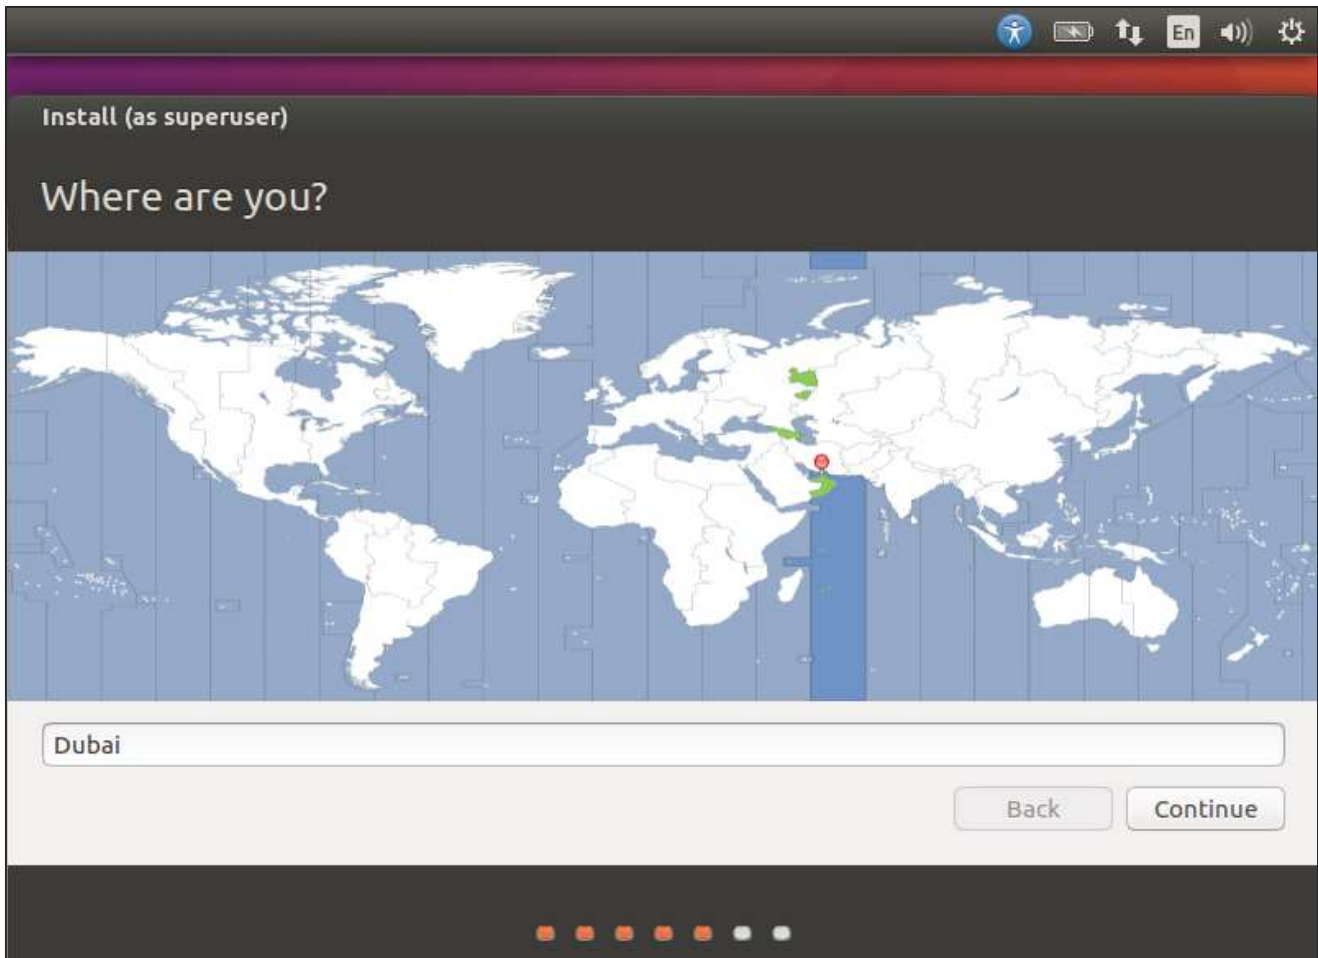 En
Install (as superuser)
Where are you?
Dubai
Back
Continue